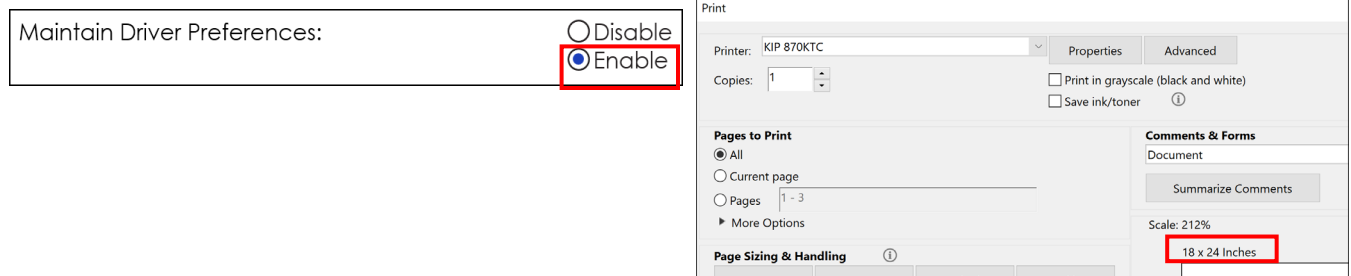 Maintain Driver Preferences:
Disable
Enable
Print
Printer: KIP 870KTC Properties Advanced
Copies: 1 Print in grayscale (black and white)
Save ink/toner
Pages to Print
All
Current page
Pages 1 - 3
More Options
Page Sizing & Handling
Comments & Forms
Document
Summarize Comments
Scale: 212%
18 x 24 Inches